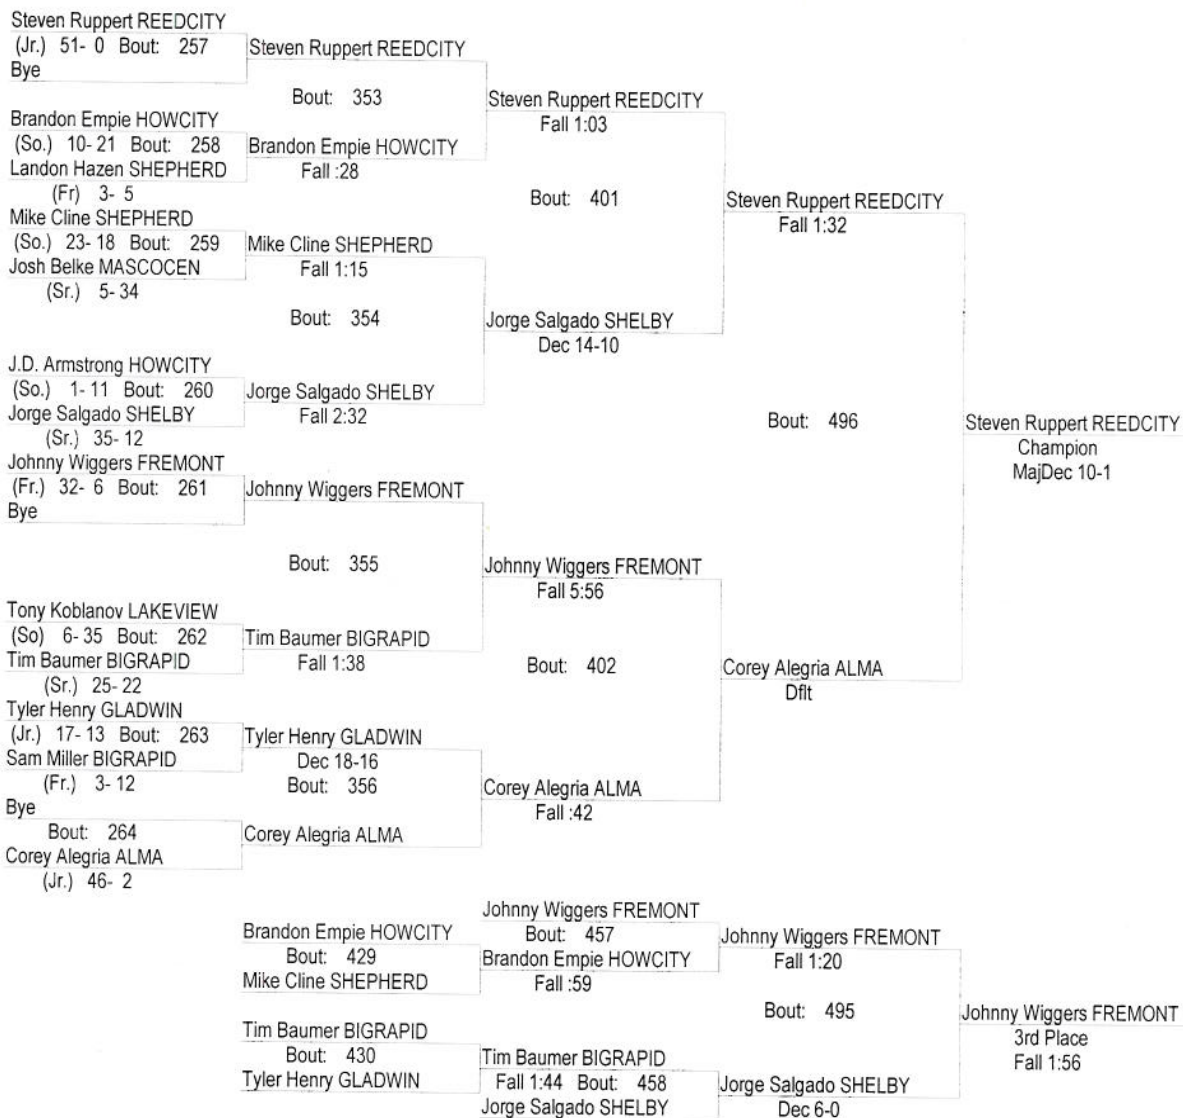 Steven Ruppert REEDCITY
(Jr.) 51- 0 Bout: 257
Bye
Steven Ruppert REEDCITY
Bout: 353
Steven Ruppert REEDCITY
Fall 1:03
Brandon Empie HOWCITY
(So.) 10- 21 Bout: 258
Landon Hazen SHEPHERD
(Fr) 3- 5
Brandon Empie HOWCITY
Fall :28
Bout: 401
Steven Ruppert REEDCITY
Fall 1:32
Mike Cline SHEPHERD
(So.) 23- 18 Bout: 259
Josh Belke MASCOCEN
(Sr.) 5- 34
Mike Cline SHEPHERD
Fall 1:15
Bout: 354
Jorge Salgado SHELBY
Dec 14-10
J.D. Armstrong HOWCITY
(So.) 1- 11 Bout: 260
Jorge Salgado SHELBY
(Sr.) 35- 12
Jorge Salgado SHELBY
Fall 2:32
Bout: 496
Steven Ruppert REEDCITY
Champion
MajDec 10-1
Johnny Wiggers FREMONT
(Fr.) 32- 6 Bout: 261
Bye
Johnny Wiggers FREMONT
Bout: 355
Johnny Wiggers FREMONT
Fall 5:56
Tony Koblanov LAKEVIEW
(So) 6- 35 Bout: 262
Tim Baumer BIGRAPID
(Sr.) 25- 22
Tim Baumer BIGRAPID
Fall 1:38
Bout: 402
Corey Alegria ALMA
Dflt
Tyler Henry GLADWIN
(Jr.) 17- 13 Bout: 263
Sam Miller BIGRAPID
(Fr.) 3- 12
Tyler Henry GLADWIN
Dec 18-16
Bout: 356
Corey Alegria ALMA
Fall :42
Bye
Bout: 264
Corey Alegria ALMA
(Jr.) 46- 2
Corey Alegria ALMA
Brandon Empie HOWCITY
Bout: 429
Mike Cline SHEPHERD
Johnny Wiggers FREMONT
Bout: 457
Brandon Empie HOWCITY
Fall :59
Johnny Wiggers FREMONT
Fall 1:20
Bout: 495
Johnny Wiggers FREMONT
3rd Place
Fall 1:56
Tim Baumer BIGRAPID
Bout: 430
Tyler Henry GLADWIN
Tim Baumer BIGRAPID
Fall 1:44 Bout: 458
Jorge Salgado SHELBY
Jorge Salgado SHELBY
Dec 6-0